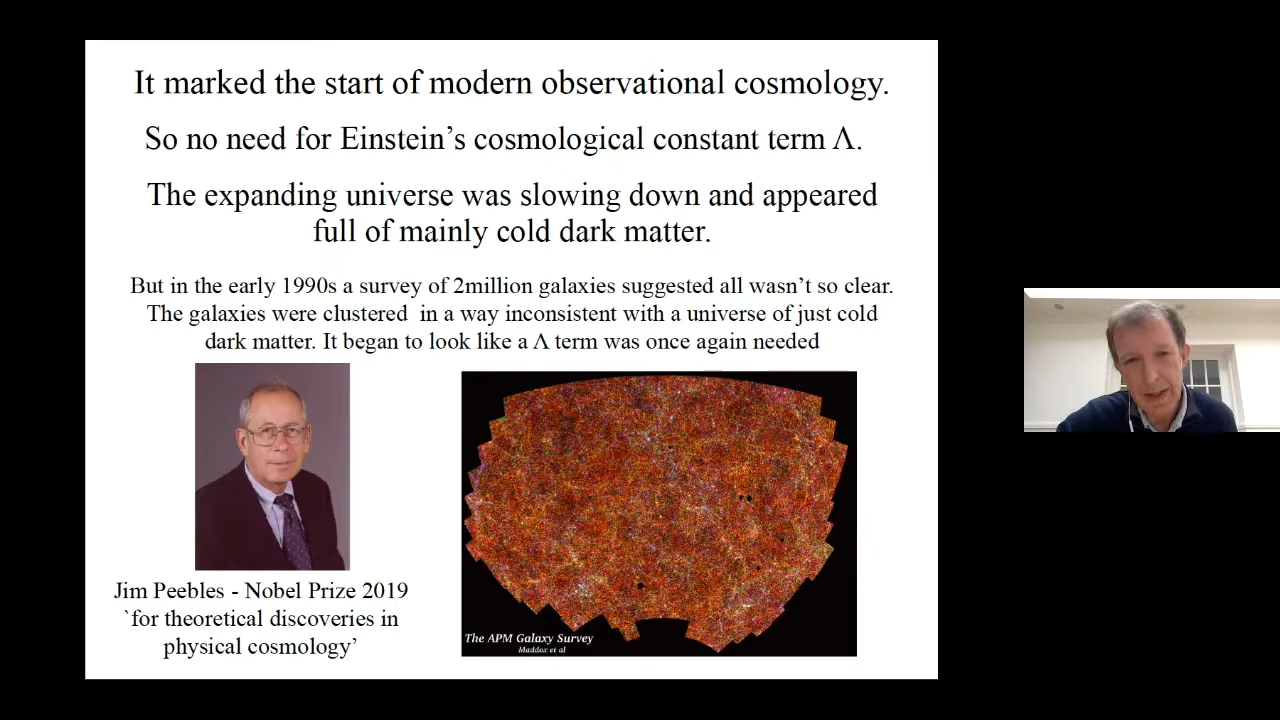 It marked the start of modern observational cosmology.
So no need for Einstein’s cosmological constant term Λ.
The expanding universe was slowing down and appeared
full of mainly cold dark matter.
But in the early 1990s a survey of 2million galaxies suggested all wasn’t so clear.
The galaxies were clustered in a way inconsistent with a universe of just cold
dark matter. It began to look like a Λ term was once again needed
Jim Peebles - Nobel Prize 2019
`for theoretical discoveries in
physical cosmology’
The APM Galaxy Survey
Maddox et al